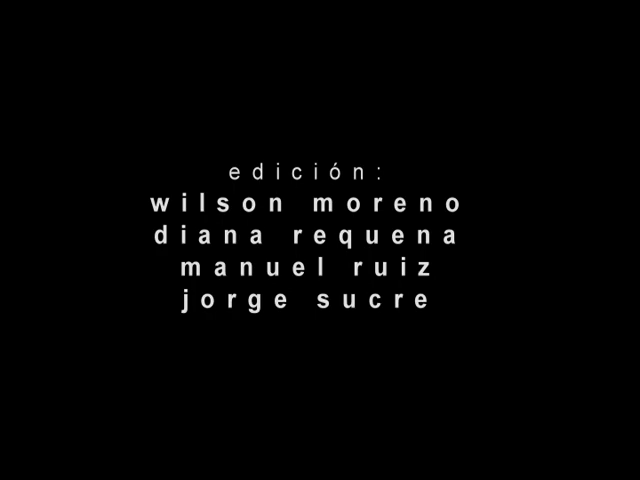 edición:
wilson moreno
diana requena
manuel ruiz
jorge sucre